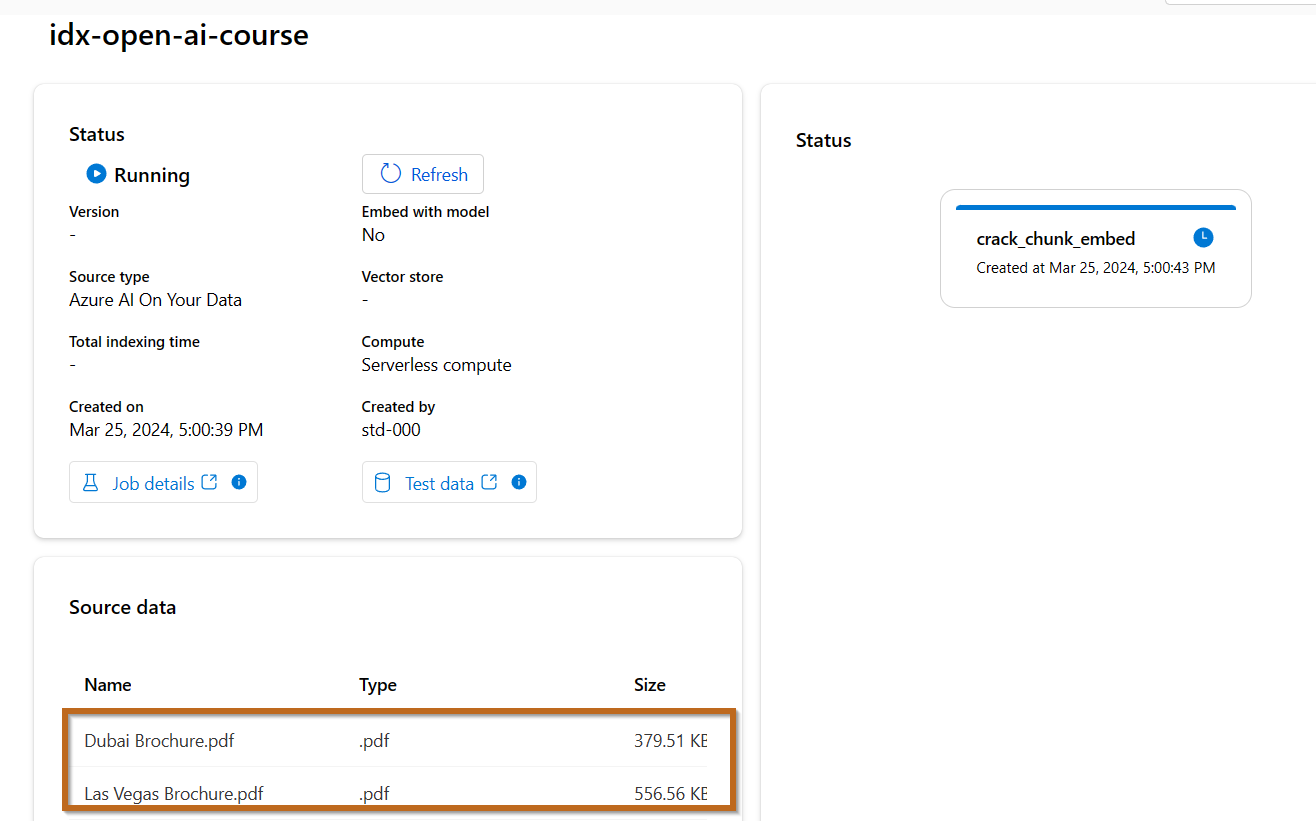 idx-open-ai-course
Status
Running
Refresh
Version
-
Embed with model
No
Source type
Azure AI On Your Data
Vector store
-
Total indexing time
-
Compute
Serverless compute
Created on
Mar 25, 2024, 5:00:39 PM
Created by
std-000
Job details
Test data
Source data
Name Type Size
Dubai Brochure.pdf .pdf 379.51 KB
Las Vegas Brochure.pdf .pdf 556.56 KB
Status
crack_chunk_embed
Created at Mar 25, 2024, 5:00:43 PM